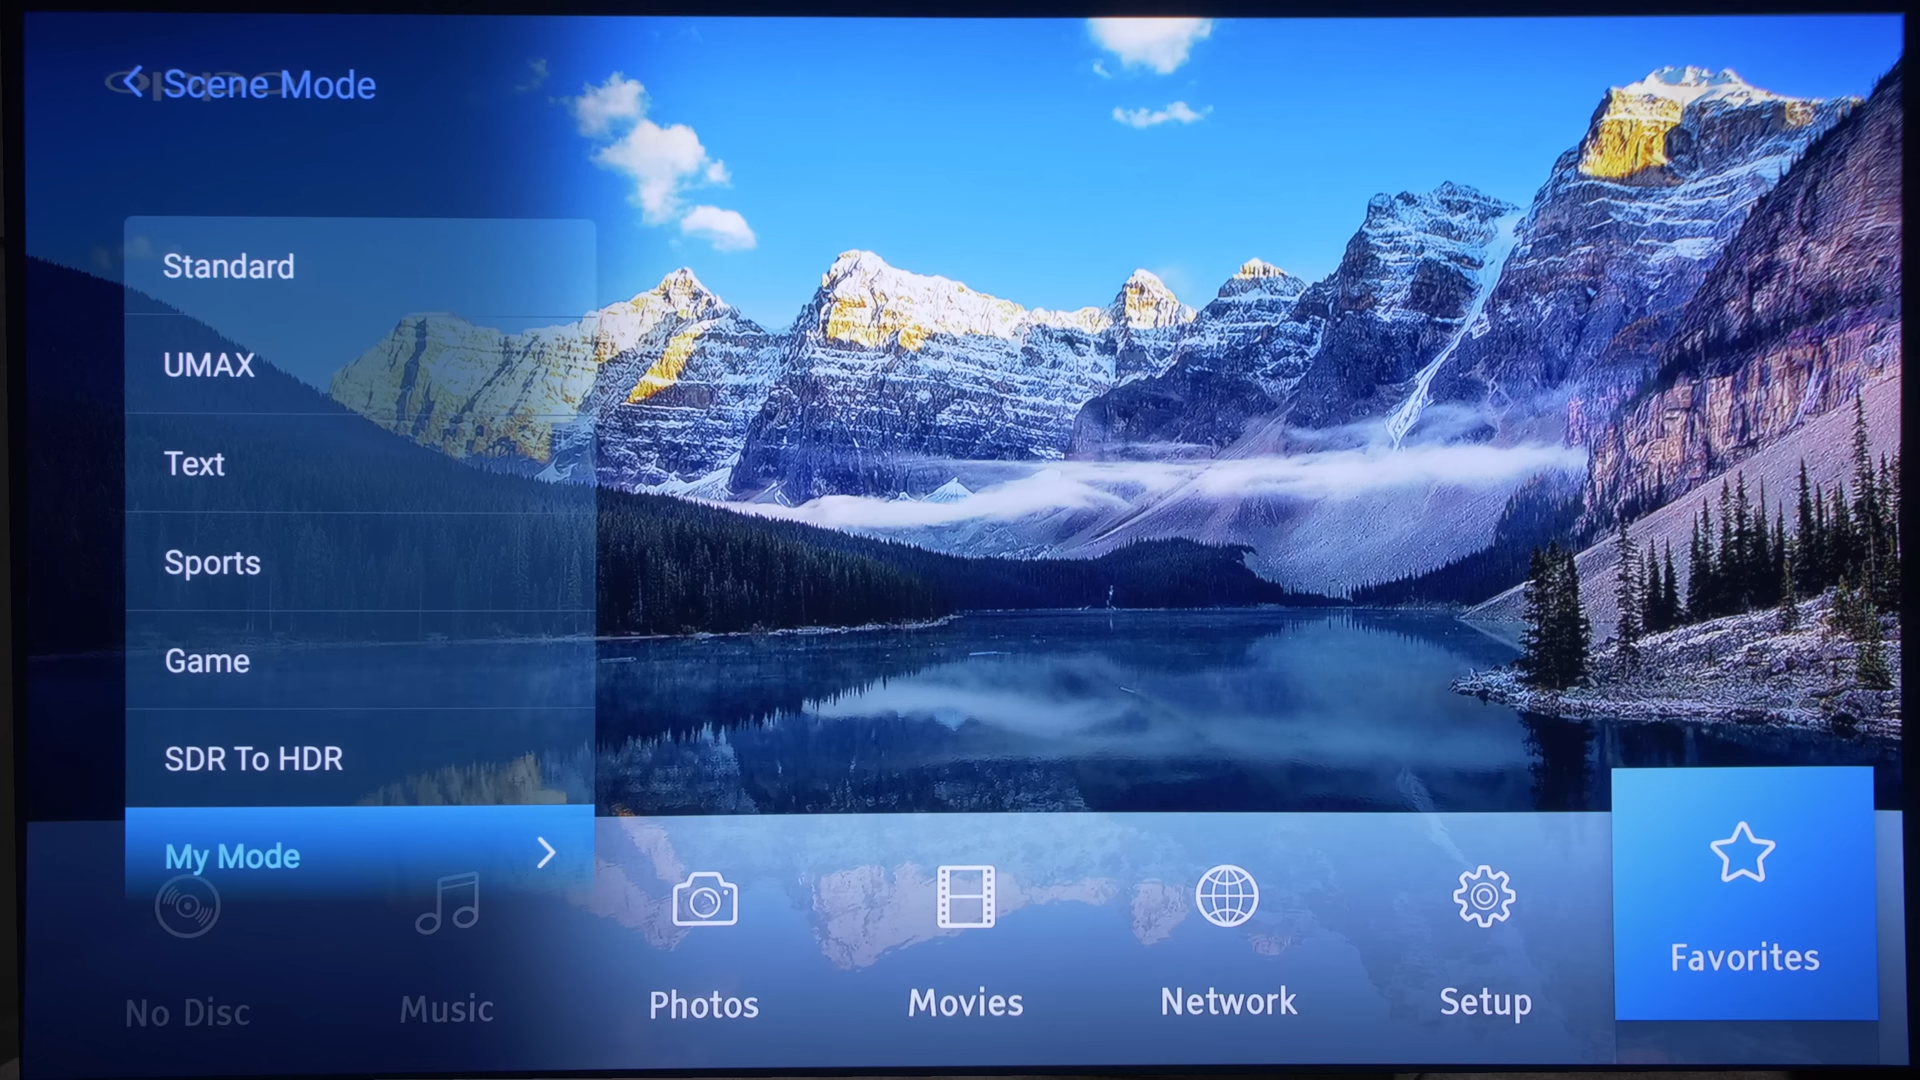 oppo
Scene Mode
Standard
UMAX
Text
Sports
Game
SDR To HDR
My Mode
No Disc
Music
Photos
Movies
Network
Setup
Favorites